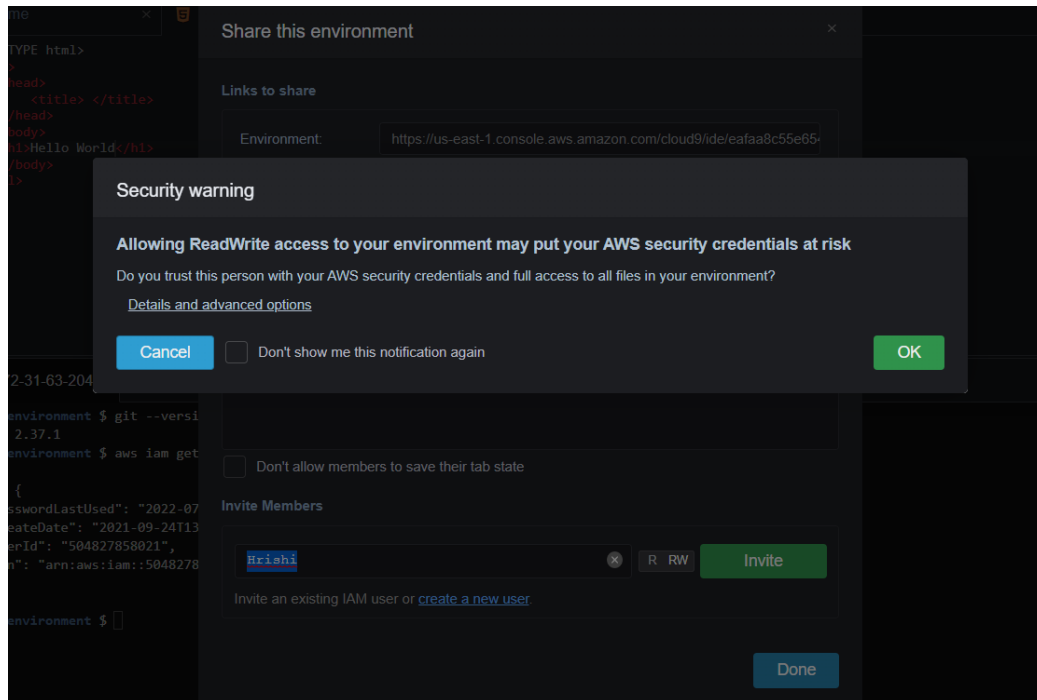 me
Share this environment
TYPE html>
head>
<title> </title>
/head>
body>
h1>Hello World</h1>
/body>
l>
Links to share
Environment:
https://us-east-1.console.aws.amazon.com/cloud9/ide/eafaa8c55e65
Security warning
Allowing ReadWrite access to your environment may put your AWS security credentials at risk
Do you trust this person with your AWS security credentials and full access to all files in your environment?
Details and advanced options
Cancel
Don't show me this notification again
OK
72-31-63-204
environment $ git --versi
2.37.1
environment $ aws iam get
{
sswordLastUsed": "2022-07
eateDate": "2021-09-24T13
erId": "504827858021",
n": "arn:aws:iam::5048278
environment $
Don't allow members to save their tab state
Invite Members
Hrishi
R RW
Invite
Invite an existing IAM user or create a new user.
Done